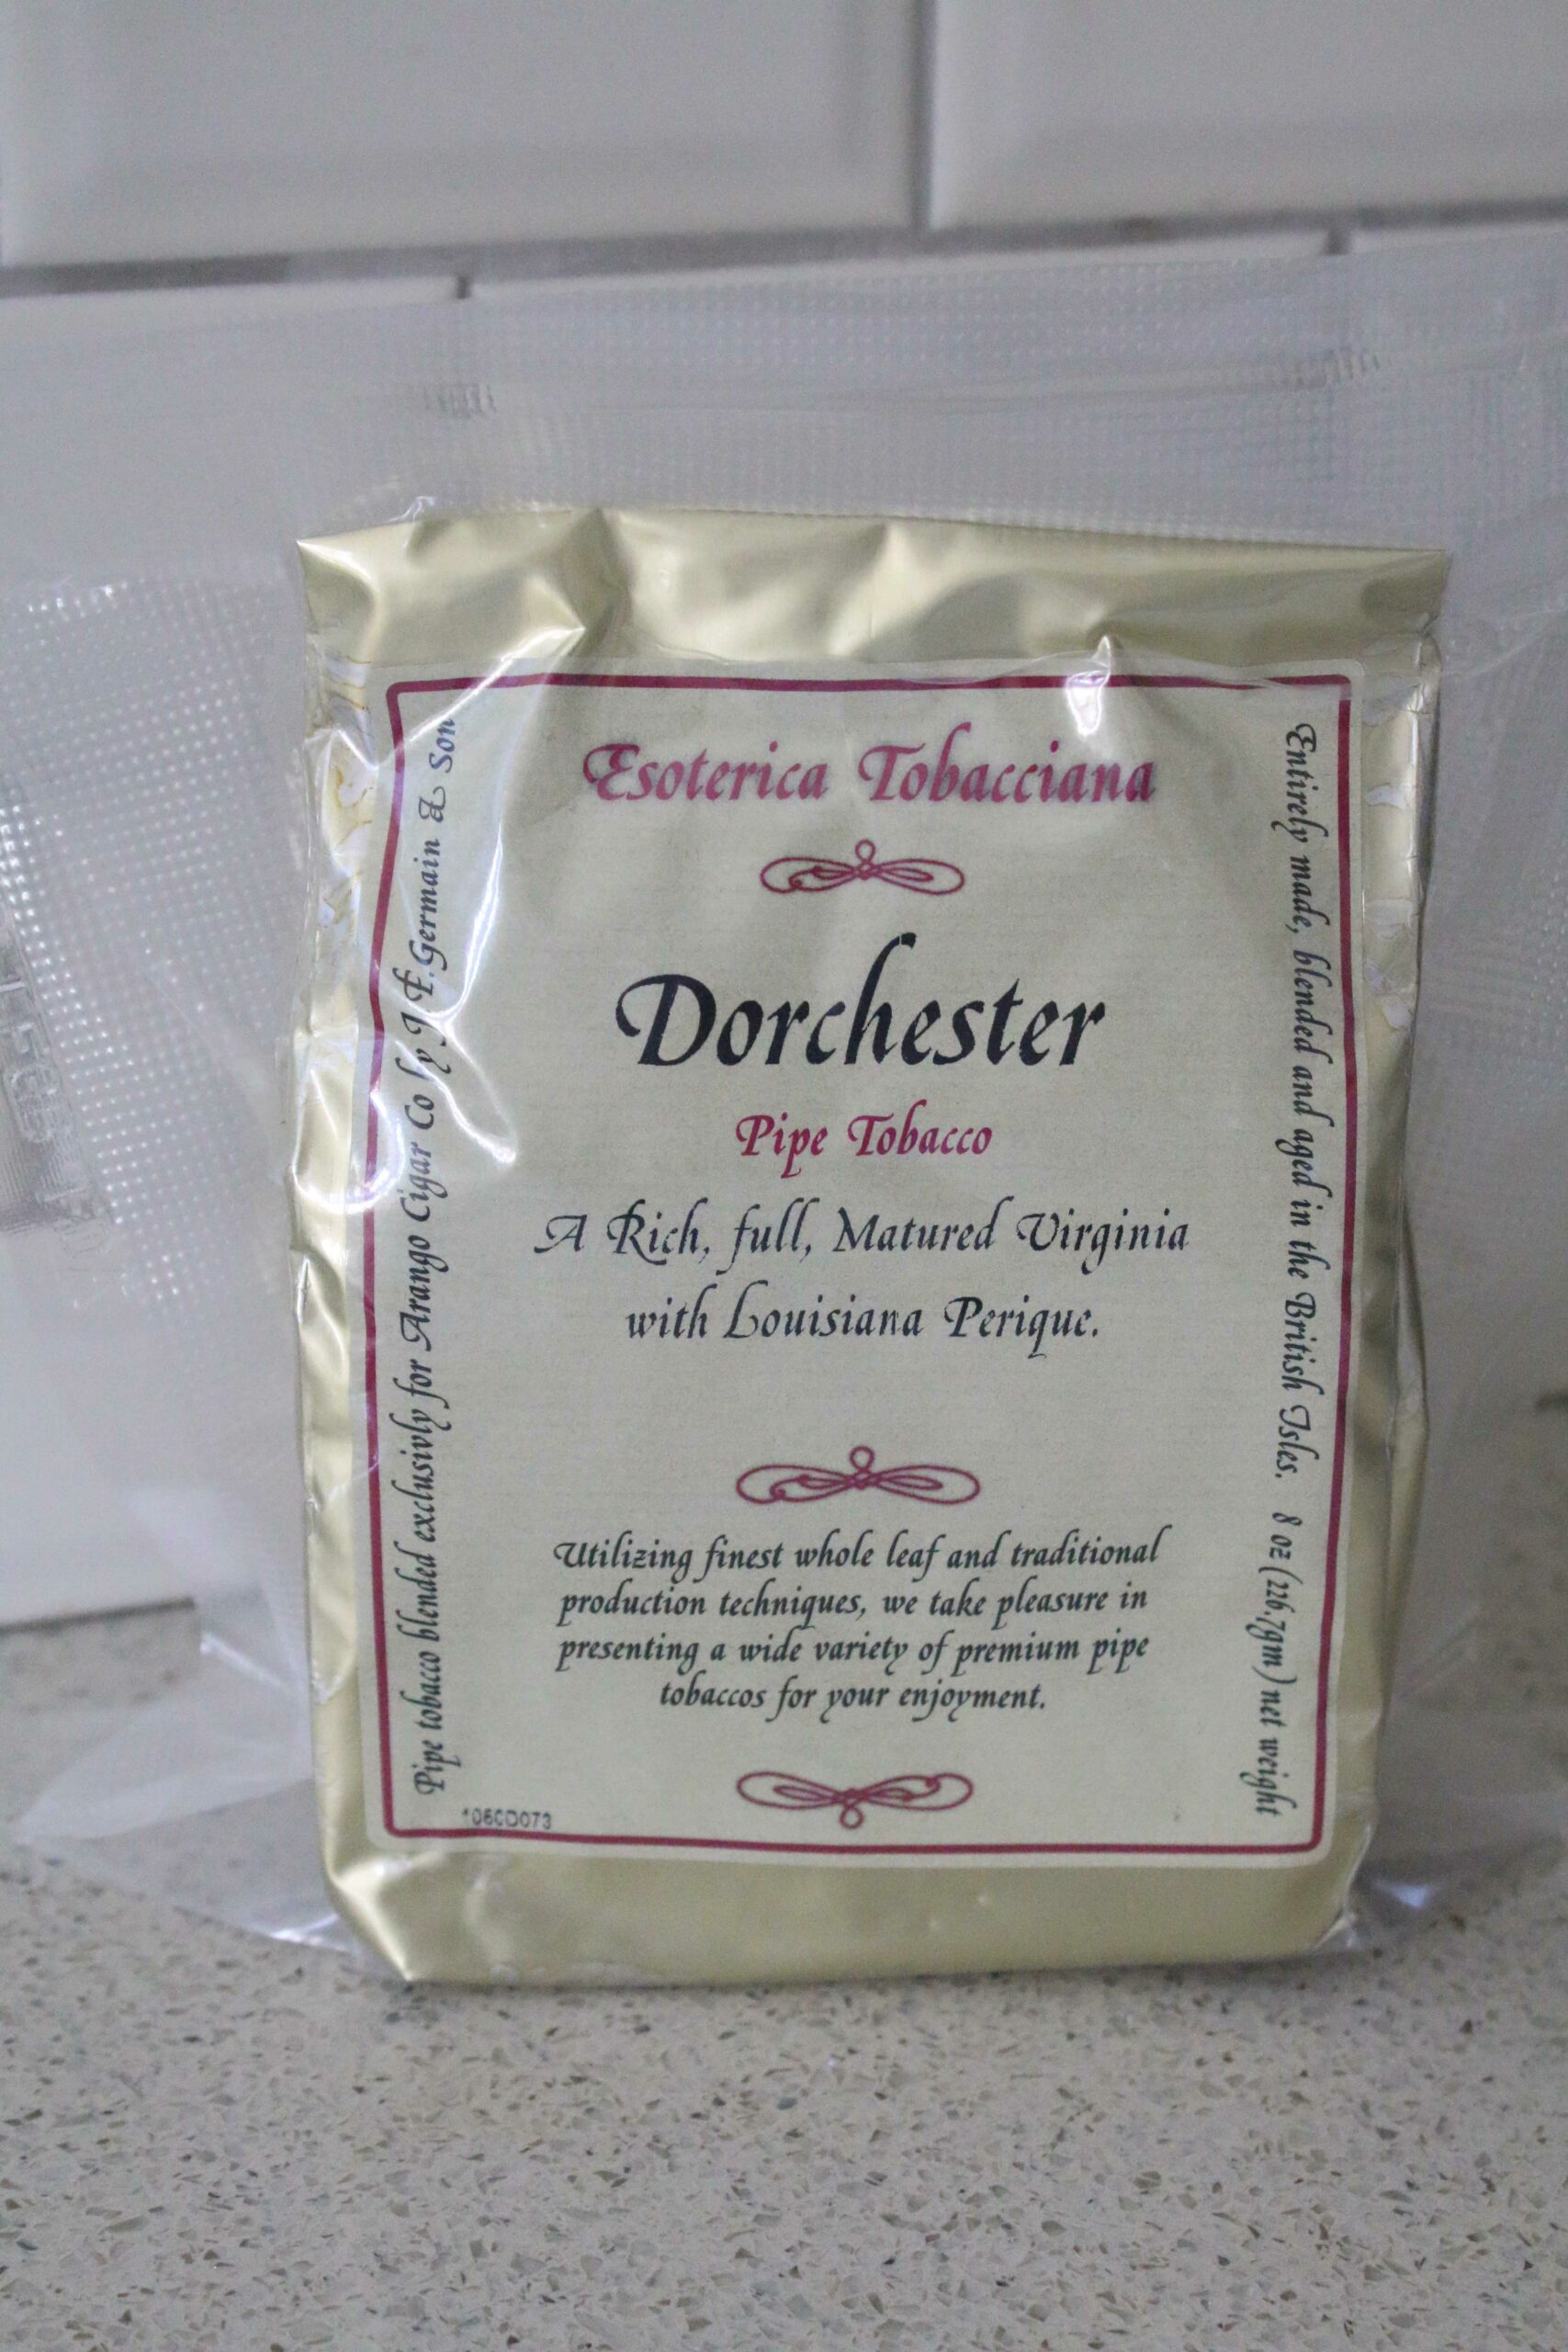 Esoterica Tobacciana
Dorchester
Pipe Tobacco
A Rich, full, Matured Virginia
with Louisiana Perique.
Utilizing finest whole leaf and traditional
production techniques, we take pleasure in
presenting a wide variety of premium pipe
tobaccos for your enjoyment.
Pipe tobacco blended exclusivly for Arango Cigar Co by J.F. Germain & Son
Entirely made, blended and aged in the British Isles. 8 oz (226.7gm) net weight